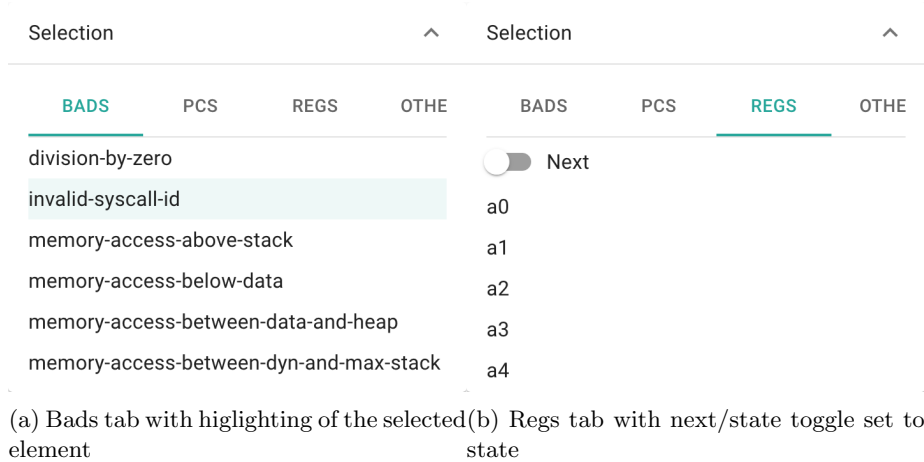 Selection
BADS PCS REGS OTHE
division-by-zero
invalid-syscall-id
memory-access-above-stack
memory-access-below-data
memory-access-between-data-and-heap
memory-access-between-dyn-and-max-stack
(a) Bads tab with higlighting of the selected
element
Selection
BADS PCS REGS OTHE
Next
a0
a1
a2
a3
a4
(b) Regs tab with next/state toggle set to
state